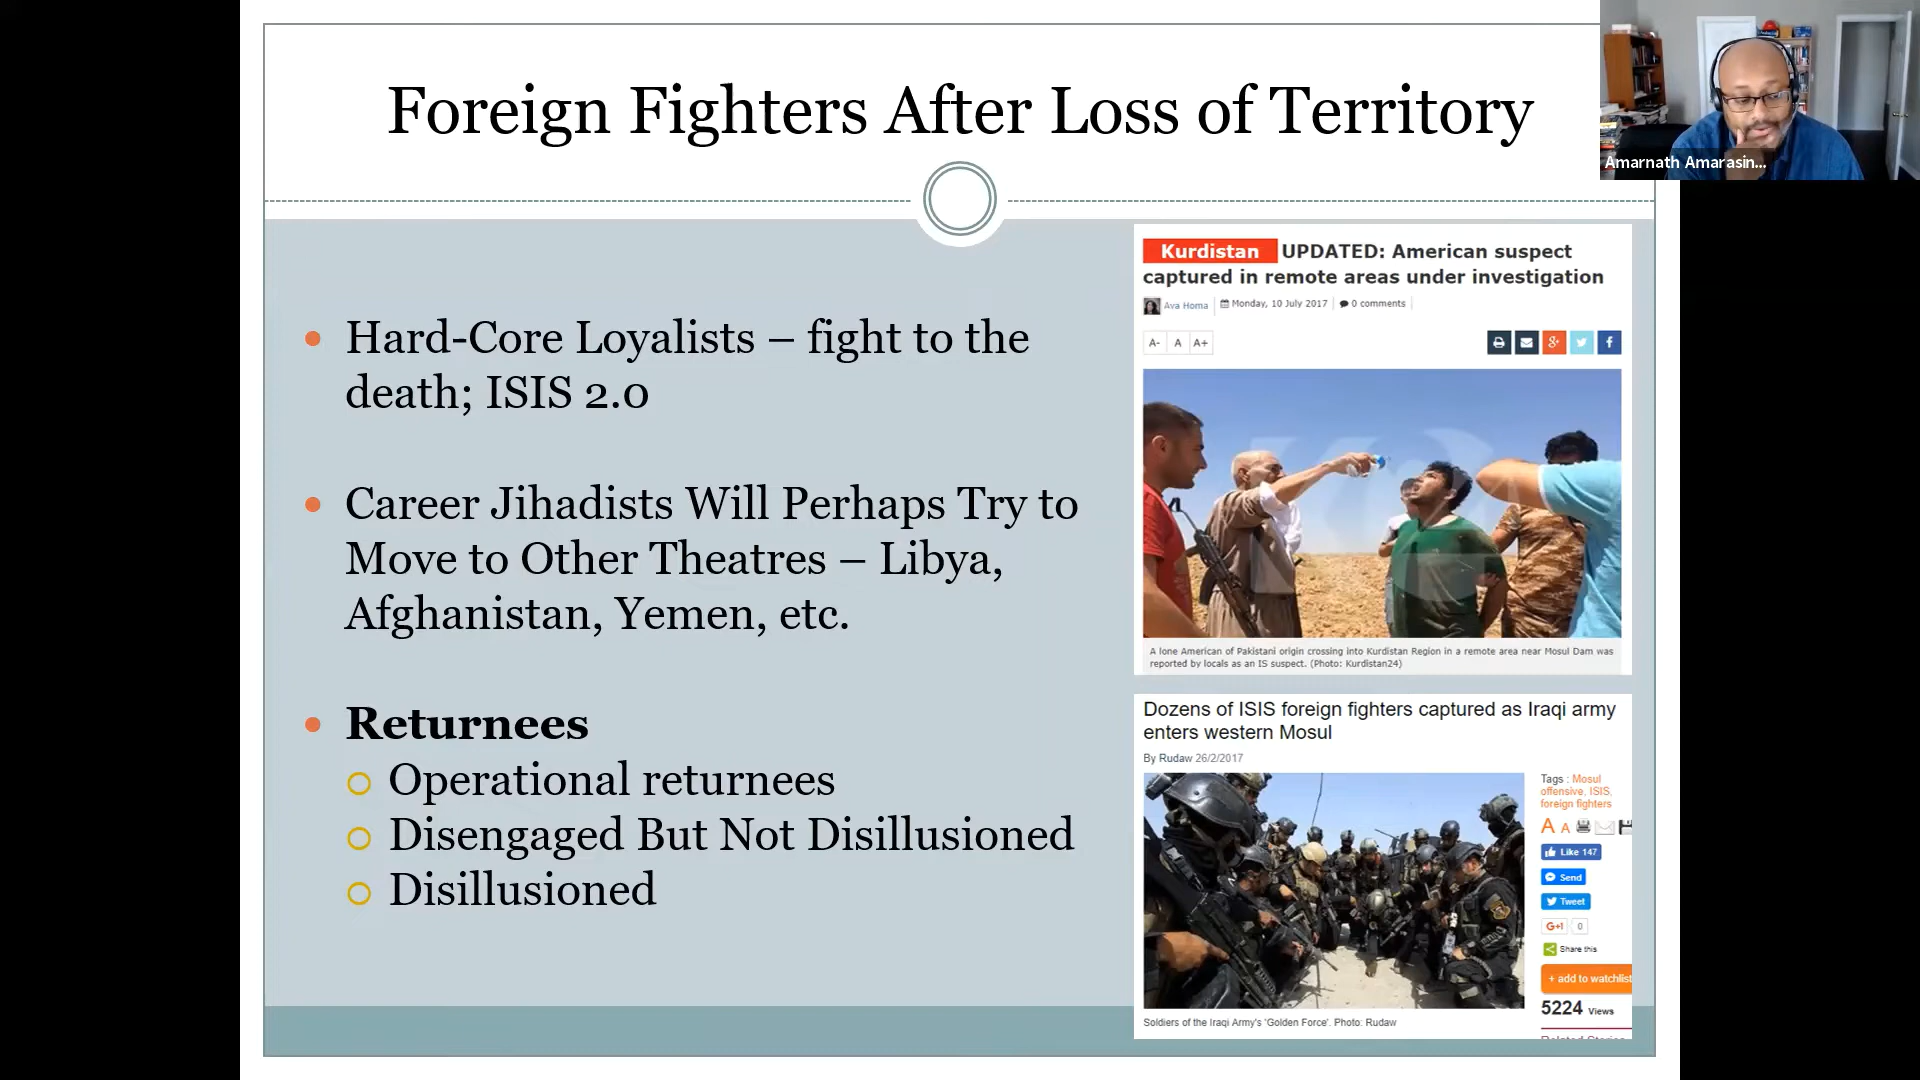 Foreign Fighters After Loss of Territory
Amarnath Amarasin...
Hard-Core Loyalists – fight to the
death; ISIS 2.0
Career Jihadists Will Perhaps Try to
Move to Other Theatres – Libya,
Afghanistan, Yemen, etc.
Returnees
Operational returnees
Disengaged But Not Disillusioned
Disillusioned
Kurdistan UPDATED: American suspect
captured in remote areas under investigation
Ava Homa Monday, 10 July 2017 0 comments
A- A A+
A lone American of Pakistani origin crossing into Kurdistan Region in a remote area near Mosul Dam was
reported by locals as an IS suspect. (Photo: Kurdistan24)
Dozens of ISIS foreign fighters captured as Iraqi army
enters western Mosul
By Rudaw 26/2/2017
Tags : Mosul
offensive, ISIS,
foreign fighters
A A
Like 147
Send
Tweet
G+1 0
Share this
+ add to watchlist
5224 Views
Soldiers of the Iraqi Army's 'Golden Force'. Photo: Rudaw